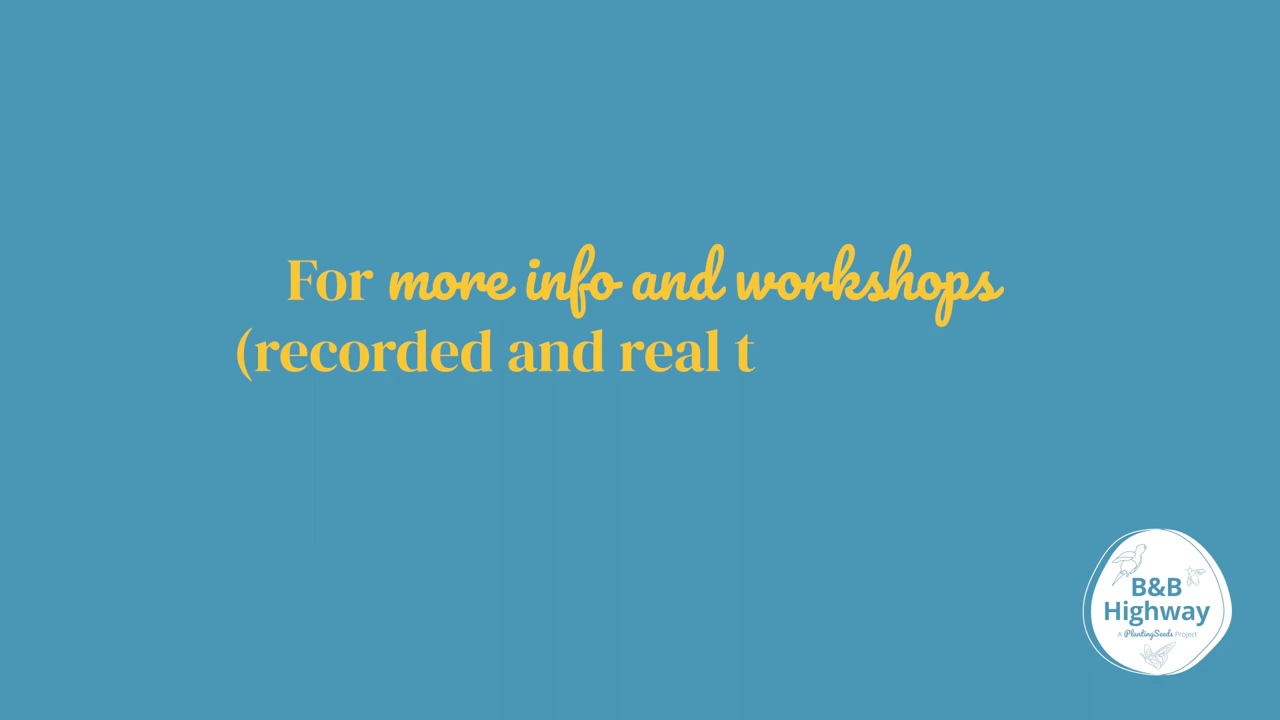 For more info and workshops
(recorded and real t
B&B
Highway
A PlantingSeeds Project